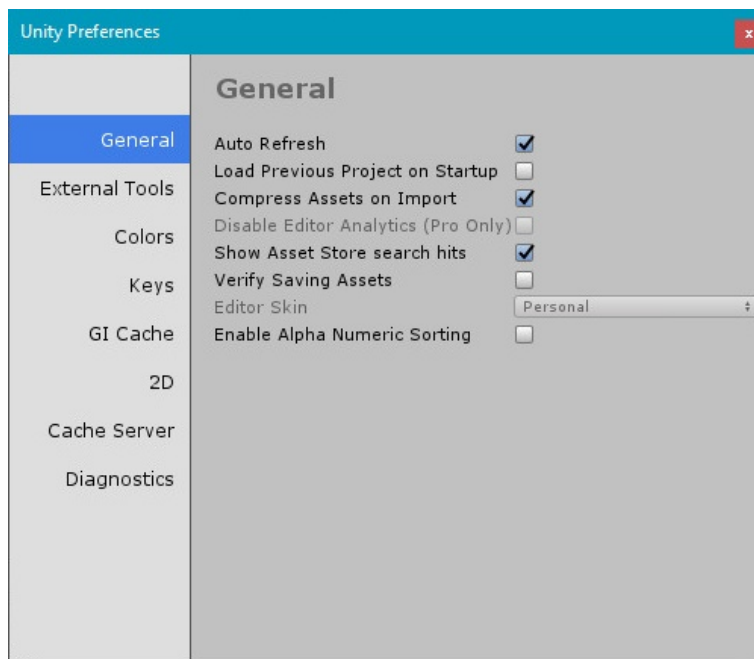 Unity Preferences
x
General
External Tools
Colors
Keys
GI Cache
2D
Cache Server
Diagnostics
General
Auto Refresh
Load Previous Project on Startup
Compress Assets on Import
Disable Editor Analytics (Pro Only)
Show Asset Store search hits
Verify Saving Assets
Editor Skin Personal
Enable Alpha Numeric Sorting